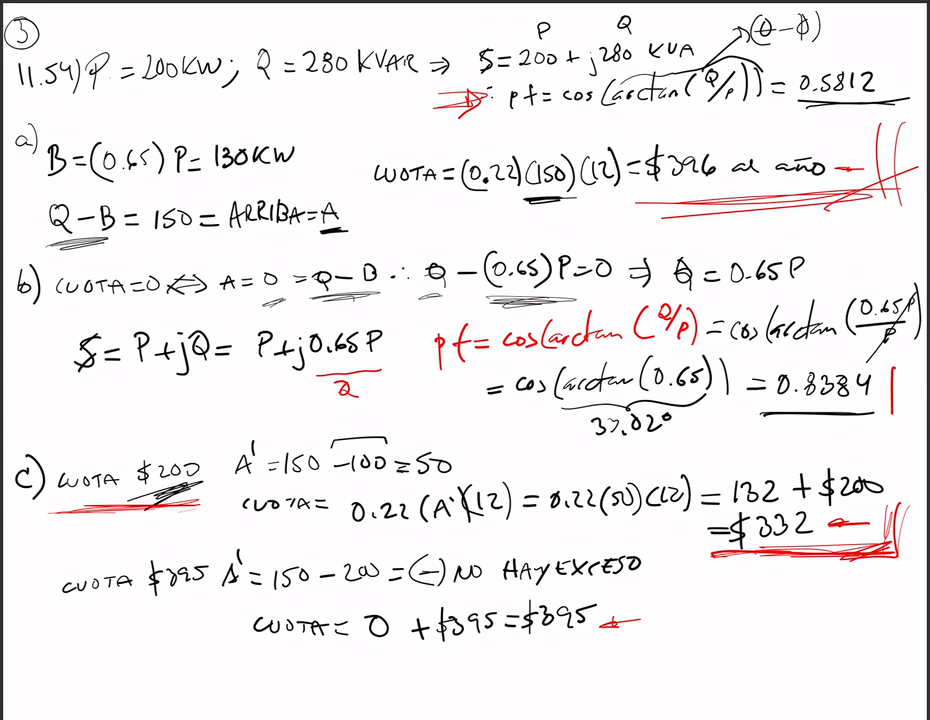 ③
P Q
11.54) P = 200KW; Q = 280 KVAR ⇒ S = 200 + j280 KVA (θ-ϕ)
∴ pf = cos(arctan(Q/P)) = 0.5812
a)
B = (0.65) P = 130KW
CUOTA = (0.22)(150)(12) = $396 al año
Q - B = 150 = ARRIBA = A
b) CUOTA=0 ⇔ A = 0 = Q - B ∴ Q - (0.65)P = 0 ⇒ Q = 0.65P
S = P+jQ = P+j0.65P
Q
pf = cos(arctan(Q/P)) = cos(arctan(0.65P/P))
= cos(arctan(0.65)) = 0.8384
33.02°
c) CUOTA $200 A' = 150 - 100 = 50
CUOTA = 0.22 (A')(12) = 0.22(50)(12) = 132 + $200
= $332
CUOTA $395 A' = 150 - 200 = (-) NO HAY EXCESO
CUOTA = 0 + $395 = $395